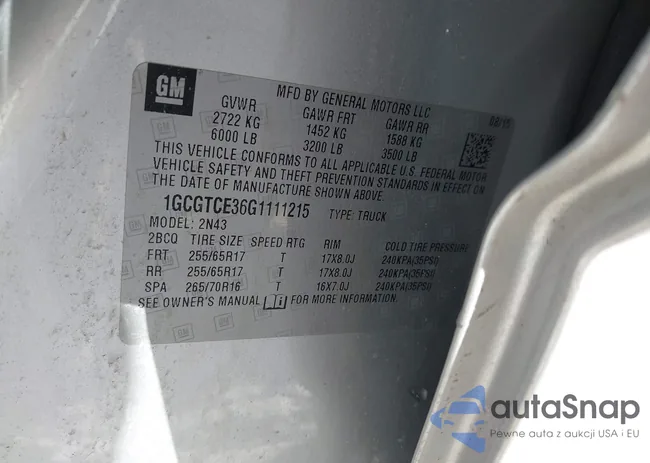 GM
MFD BY GENERAL MOTORS LLC
08/15
GVWR GAWR FRT GAWR RR
2722 KG 1452 KG 1588 KG
6000 LB 3200 LB 3500 LB
THIS VEHICLE CONFORMS TO ALL APPLICABLE U.S. FEDERAL MOTOR
VEHICLE SAFETY AND THEFT PREVENTION STANDARDS IN EFFECT ON
THE DATE OF MANUFACTURE SHOWN ABOVE.
1GCGTCE36G1111215 TYPE: TRUCK
MODEL: 2N43
2BCQ TIRE SIZE SPEED RTG RIM COLD TIRE PRESSURE
FRT 255/65R17 T 17X8.0J 240KPA(35PSI)
RR 255/65R17 T 17X8.0J 240KPA(35PSI)
SPA 265/70R16 T 16X7.0J 240KPA(35PSI)
SEE OWNER'S MANUAL FOR MORE INFORMATION.
autaSnap
Pewne auta z aukcji USA i EU